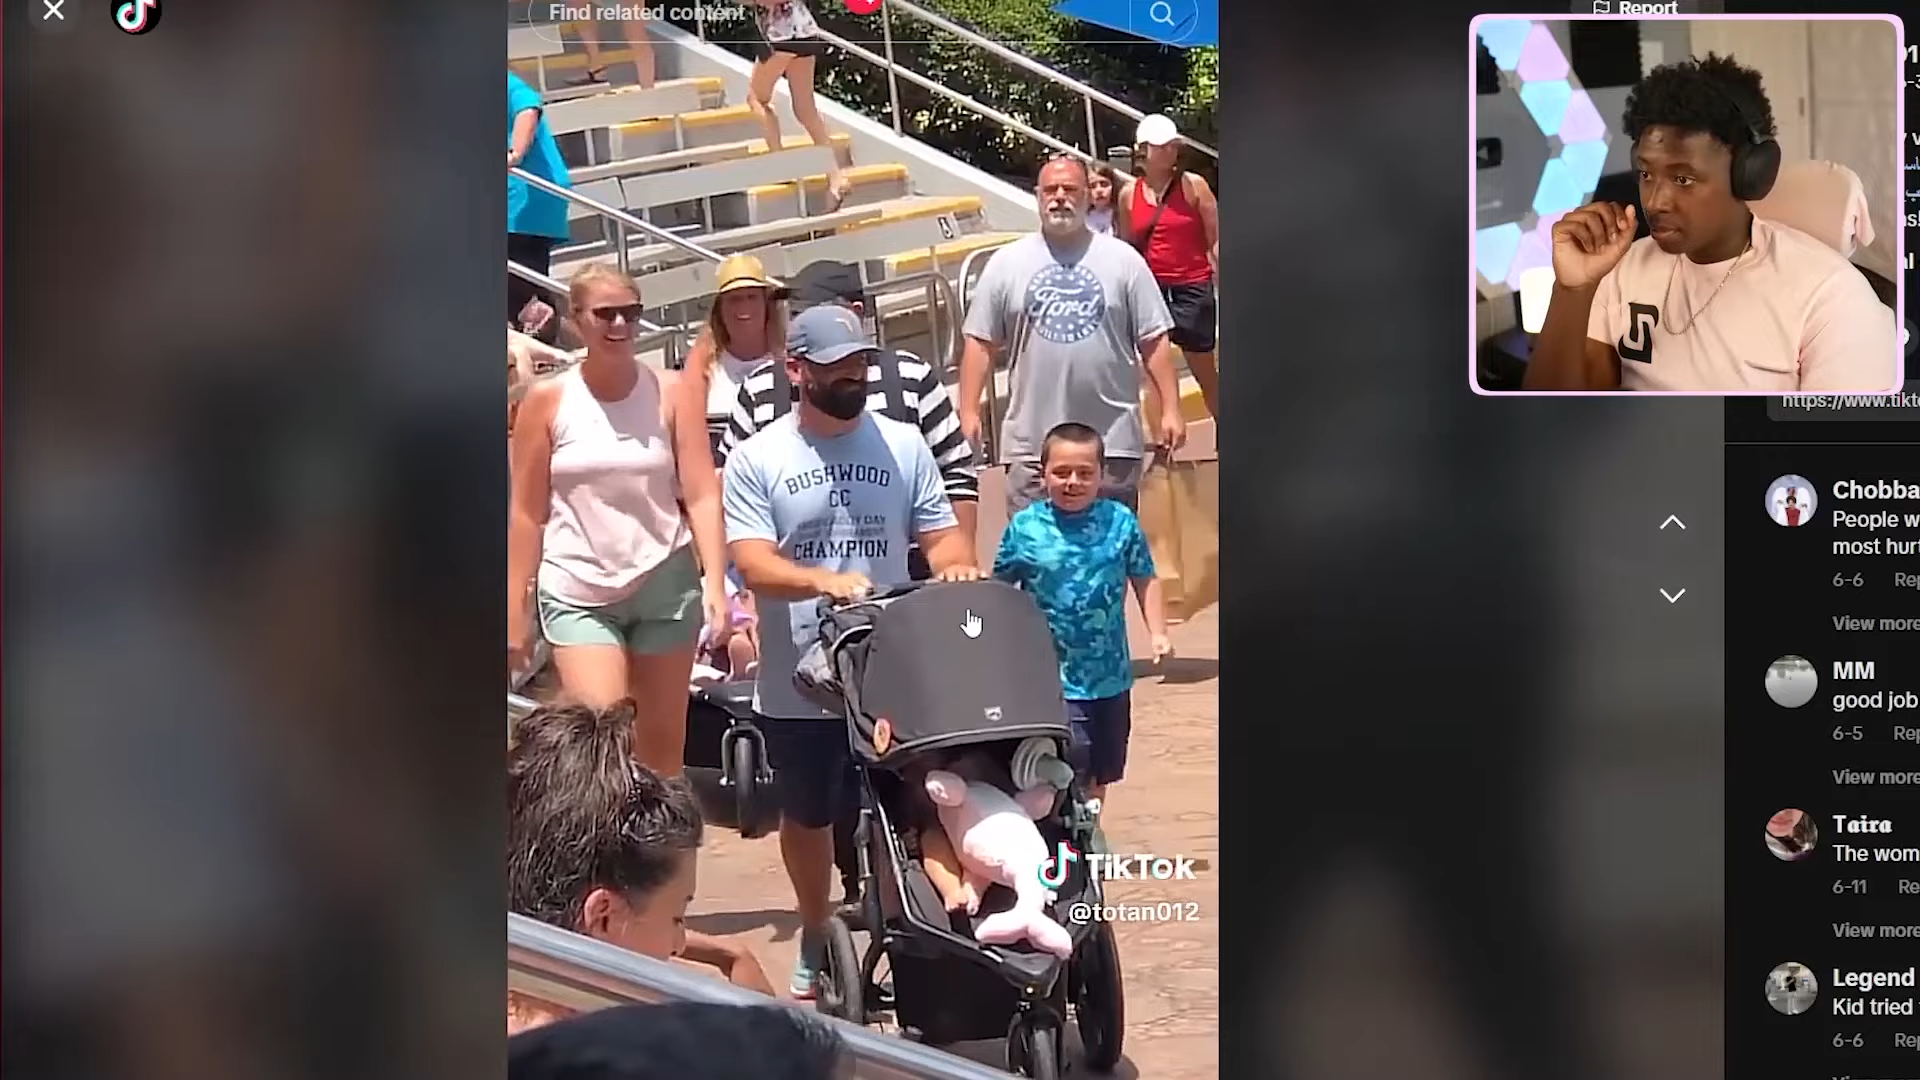 Find related content
Report
Ford
BUSHWOOD
CC
CHAMPION
TikTok
@totan012
https://www.tikt
Chobba
People w
most hurt
6-6 Rep
View more
MM
good job
6-5 Rep
View more
Taira
The wom
6-11 Re
View more
Legend
Kid tried
6-6 Rep